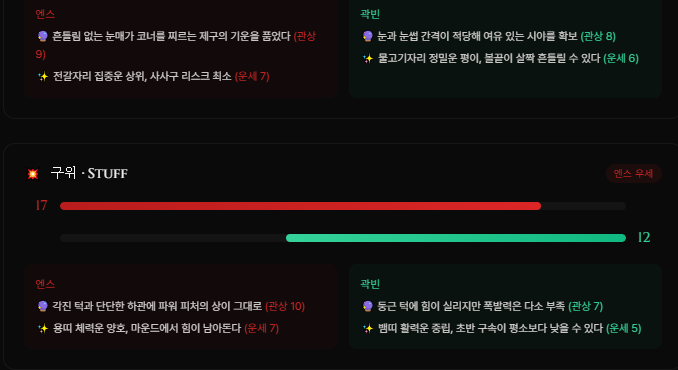 엔스
🔮 흔들림 없는 눈매가 코너를 찌르는 제구의 기운을 품었다 (관상
9)
✨ 전갈자리 집중운 상위, 사사구 리스크 최소 (운세 7)
곽빈
🔮 눈과 눈썹 간격이 적당해 여유 있는 시야를 확보 (관상 8)
✨ 물고기자리 정밀운 평이, 볼끝이 살짝 흔들릴 수 있다 (운세 6)
💥 구위 · STUFF
엔스 우세
17
12
엔스
🔮 각진 턱과 단단한 하관에 파워 피처의 상이 그대로 (관상 10)
✨ 용띠 체력운 양호, 마운드에서 힘이 남아돈다 (운세 7)
곽빈
🔮 둥근 턱에 힘이 실리지만 폭발력은 다소 부족 (관상 7)
✨ 뱀띠 활력운 중립, 초반 구속이 평소보다 낮을 수 있다 (운세 5)